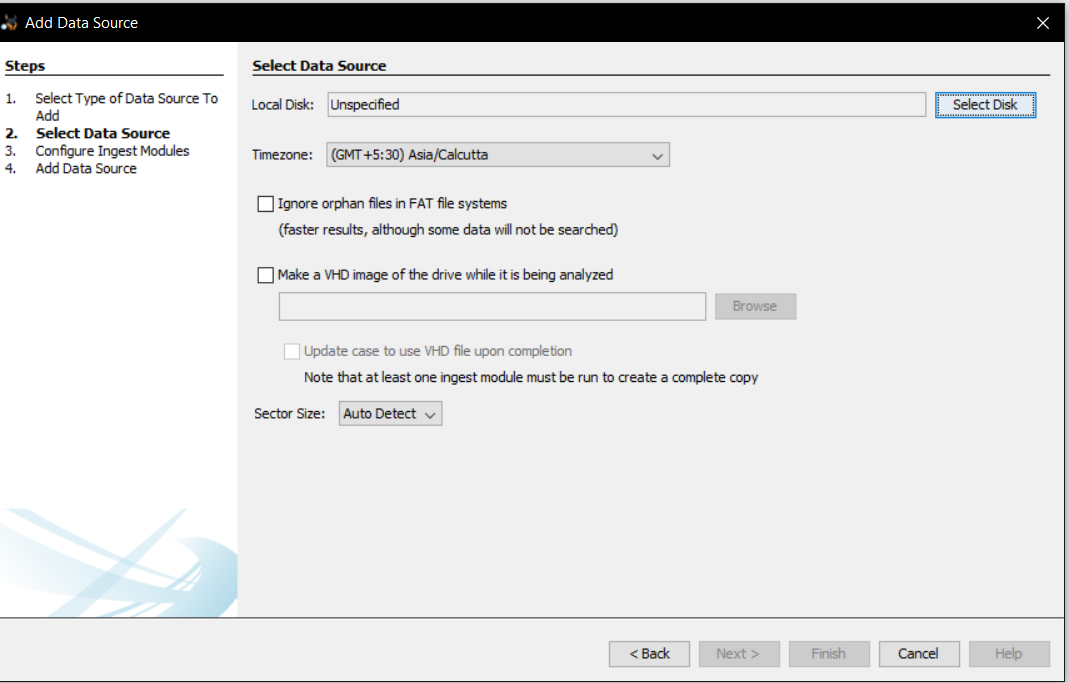 Add Data Source
Steps
1. Select Type of Data Source To
Add
2. Select Data Source
3. Configure Ingest Modules
4. Add Data Source
Select Data Source
Local Disk: Unspecified Select Disk
Timezone: (GMT+5:30) Asia/Calcutta
Ignore orphan files in FAT file systems
(faster results, although some data will not be searched)
Make a VHD image of the drive while it is being analyzed
Browse
Update case to use VHD file upon completion
Note that at least one ingest module must be run to create a complete copy
Sector Size: Auto Detect
< Back Next > Finish Cancel Help